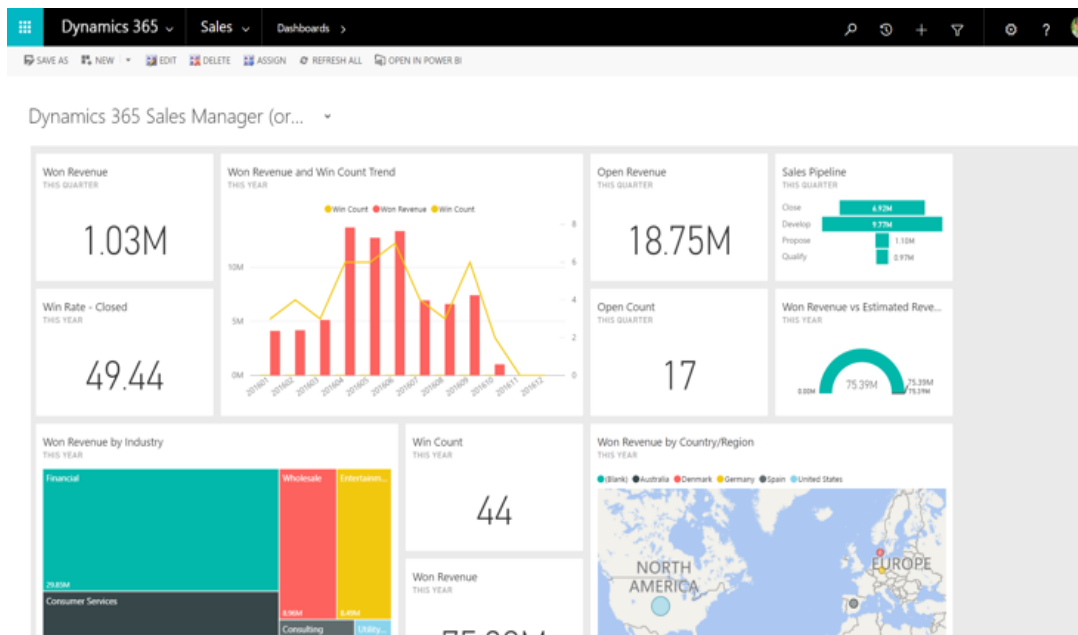 Dynamics 365
Sales
Dashboards
?
SAVE AS
NEW
EDIT
DELETE
ASSIGN
REFRESH ALL
OPEN IN POWER BI
Dynamics 365 Sales Manager (or...
Won Revenue
THIS QUARTER
1.03M
Won Revenue and Win Count Trend
THIS YEAR
Win Count Won Revenue Win Count
10M
5M
0M
8
6
4
2
0
201601 201602 201603 201604 201605 201606 201607 201608 201609 201610 201611 201612
Open Revenue
THIS QUARTER
18.75M
Sales Pipeline
THIS QUARTER
Close 6.92M
Develop 9.77M
Propose 1.10M
Qualify 0.97M
Win Rate - Closed
THIS YEAR
49.44
Open Count
THIS QUARTER
17
Won Revenue vs Estimated Reve...
THIS YEAR
0.00M
75.39M
75.39M
75.39M
Won Revenue by Industry
THIS YEAR
Financial
29.85M
Consumer Services
Wholesale
8.96M
Entertainm...
8.49M
Consulting
Utility...
Win Count
THIS YEAR
44
Won Revenue
THIS YEAR
Won Revenue by Country/Region
THIS YEAR
(Blank) Australia Denmark Germany Spain United States
NORTH
AMERICA
EUROPE